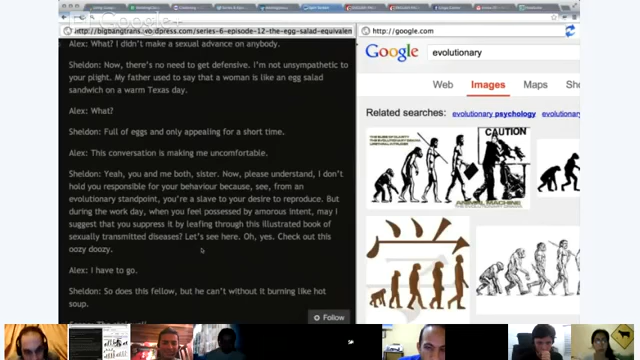 http://bigbangtrans.wordpress.com/series-6-episode-12-the-egg-salad-equivalen
http://google.com
Alex: What? I didn't make a sexual advance on anybody.
Sheldon: Now, there's no need to get defensive. I'm not unsympathetic to
your plight. My father used to say that a woman is like an egg salad
sandwich on a warm Texas day.
Alex: What?
Sheldon: Full of eggs and only appealing for a short time.
Alex: This conversation is making me uncomfortable.
Sheldon: Yeah, you and me both, sister. Now, please understand, I don't
hold you responsible for your behaviour because, see, from an
evolutionary standpoint, you're a slave to your desire to reproduce. But
during the work day, when you feel possessed by amorous intent, may I
suggest that you suppress it by leafing through this illustrated book of
sexually transmitted diseases? Let's see here. Oh, yes. Check out this
oozy doozy.
Alex: I have to go.
Sheldon: So does this fellow, but he can't without it burning like hot
soup.
Follow
Google
evolutionary
Web
Images
Maps
Sh
Related searches:
evolutionary psychology
evolutionary
CAUTION
ANIMAL MACHINE